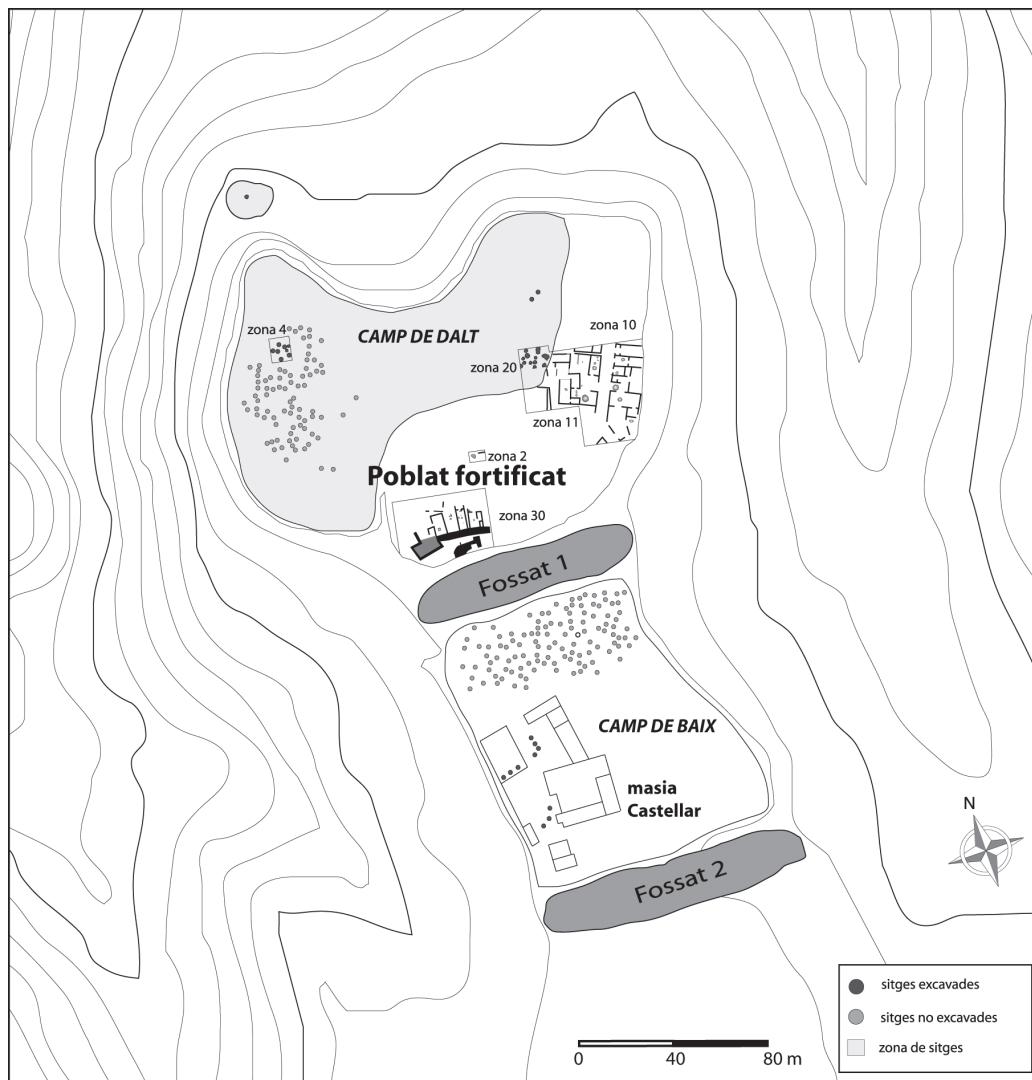 zona 10
zona 4
CAMP DE DALT
zona 20
zona 11
zona 2
Poblat fortificat
zona 30
Fossat 1
CAMP DE BAIX
masia
Castellar
N
Fossat 2
sitges excavades
sitges no excavades
zona de sitges
0 40 80 m